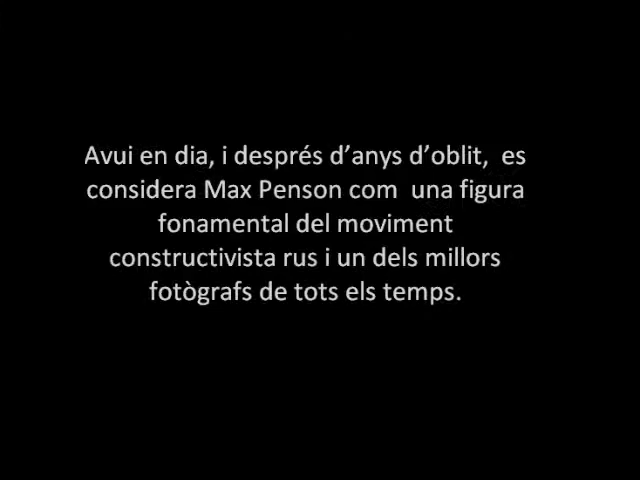 Avui en dia, i després d’anys d’oblit,  es
considera Max Penson com  una figura
fonamental del moviment
constructivista rus i un dels millors
fotògrafs de tots els temps.